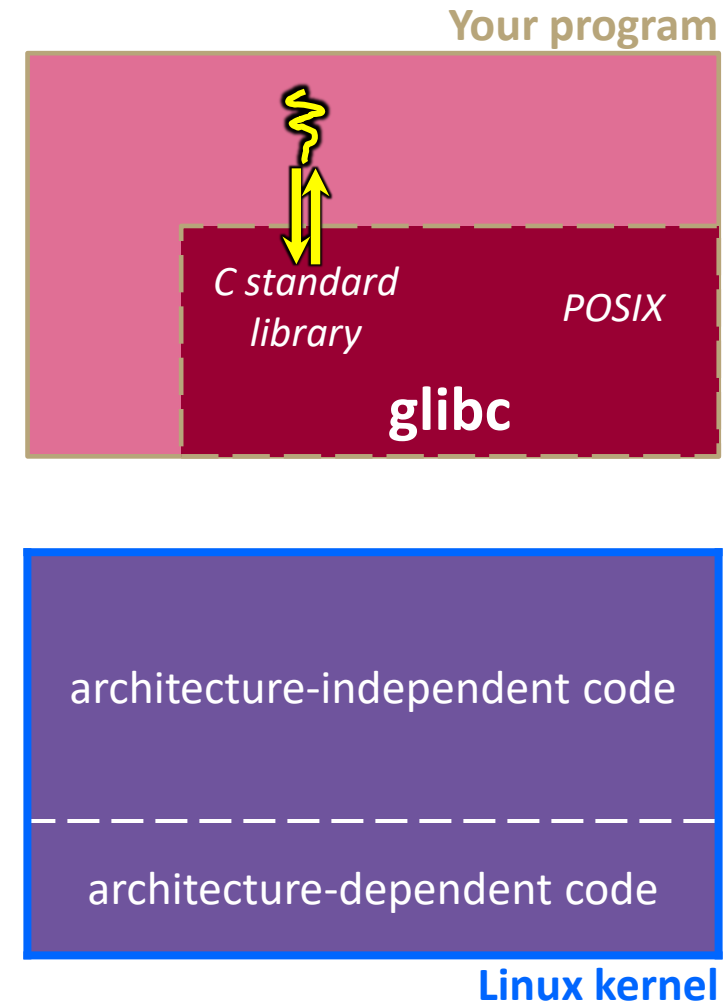 Your program
C standard
library
POSIX
glibc
architecture-independent code
architecture-dependent code
Linux kernel